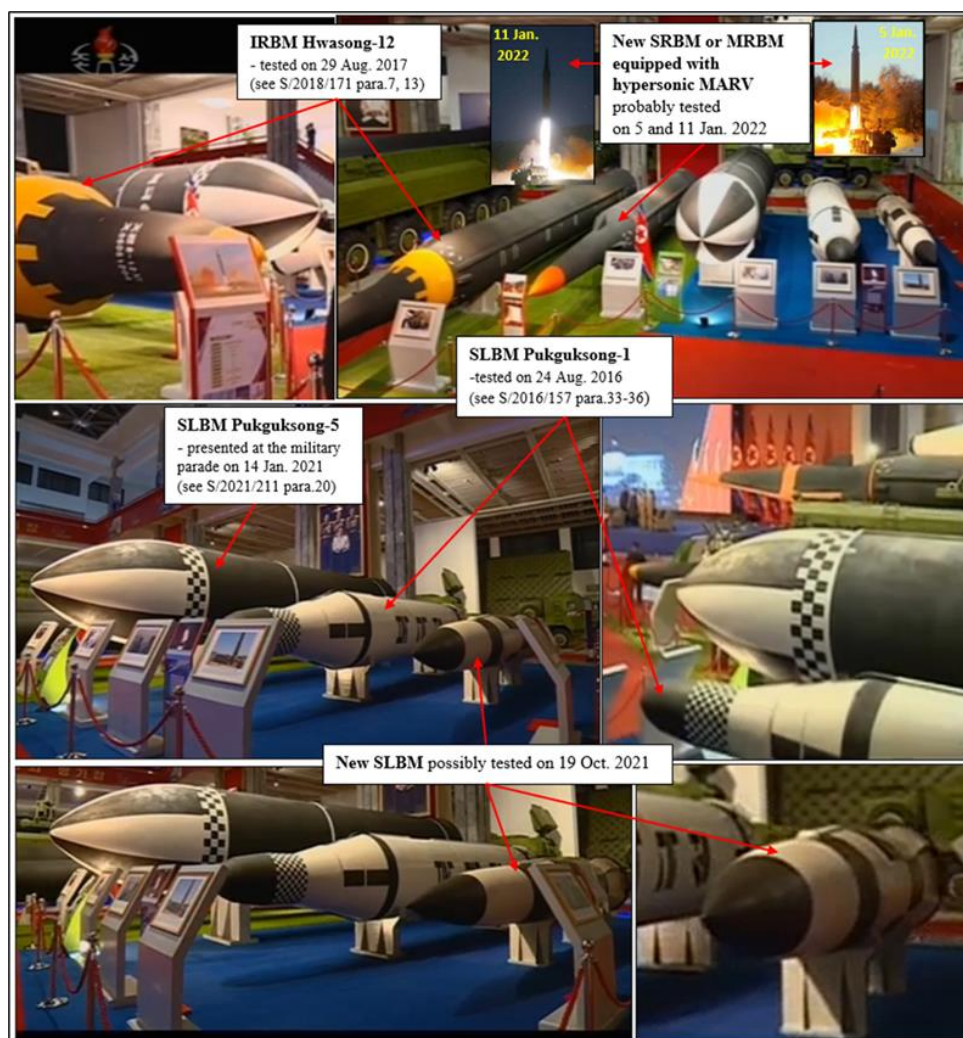 IRBM Hwasong-12
- tested on 29 Aug. 2017
(see S/2018/171 para.7, 13)
11 Jan.
2022
New SRBM or MRBM
equipped with
hypersonic MARV
probably tested
on 5 and 11 Jan. 2022
5 Jan.
2022
SLBM Pukguksong-1
-tested on 24 Aug. 2016
(see S/2016/157 para.33-36)
SLBM Pukguksong-5
- presented at the military
parade on 14 Jan. 2021
(see S/2021/211 para.20)
New SLBM possibly tested on 19 Oct. 2021